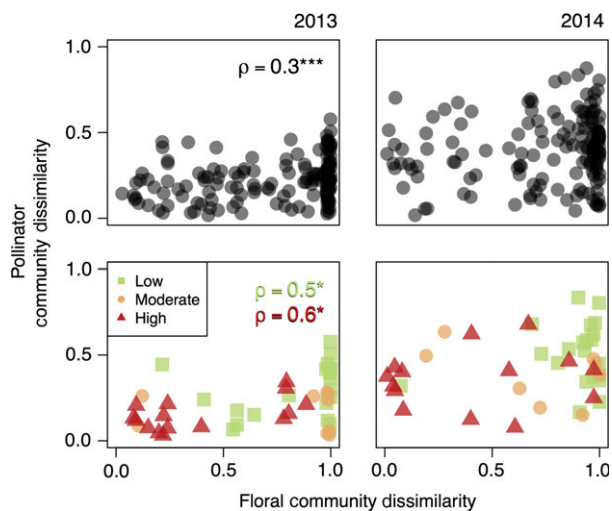 2013
2014
1.0
ρ = 0.3***
0.5
0.0
Pollinator
community dissimilarity
1.0
Low
Moderate
High
ρ = 0.5*
ρ = 0.6*
0.5
0.0
0.0
0.5
1.0
0.0
0.5
1.0
Floral community dissimilarity